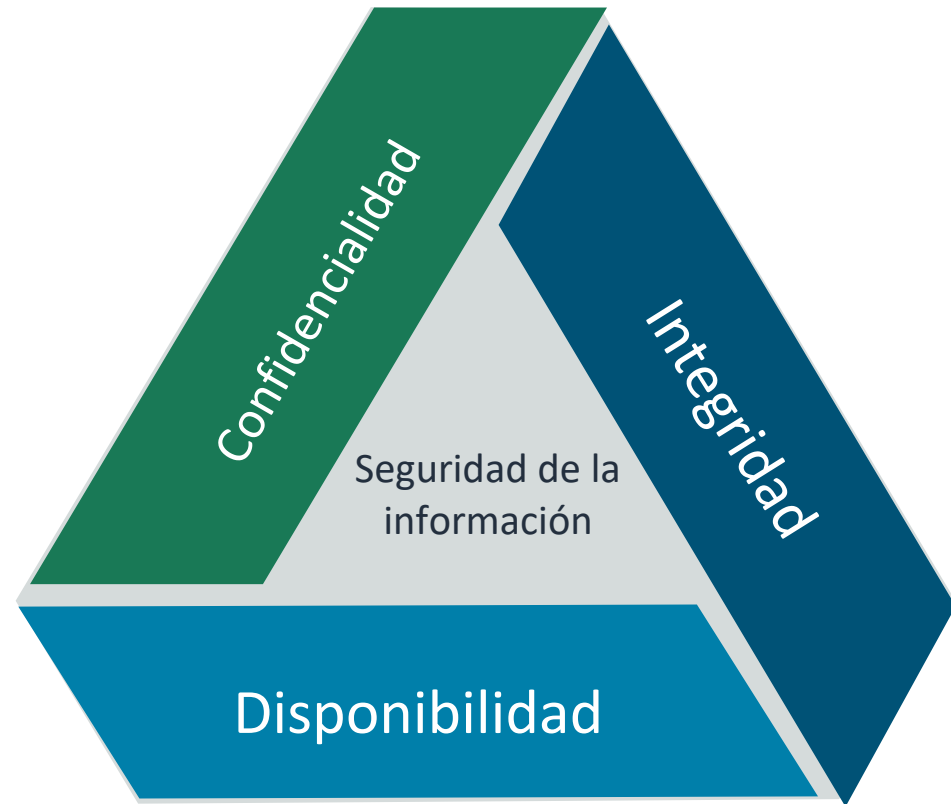 Confidencialidad
Integridad
Seguridad de la
información
Disponibilidad